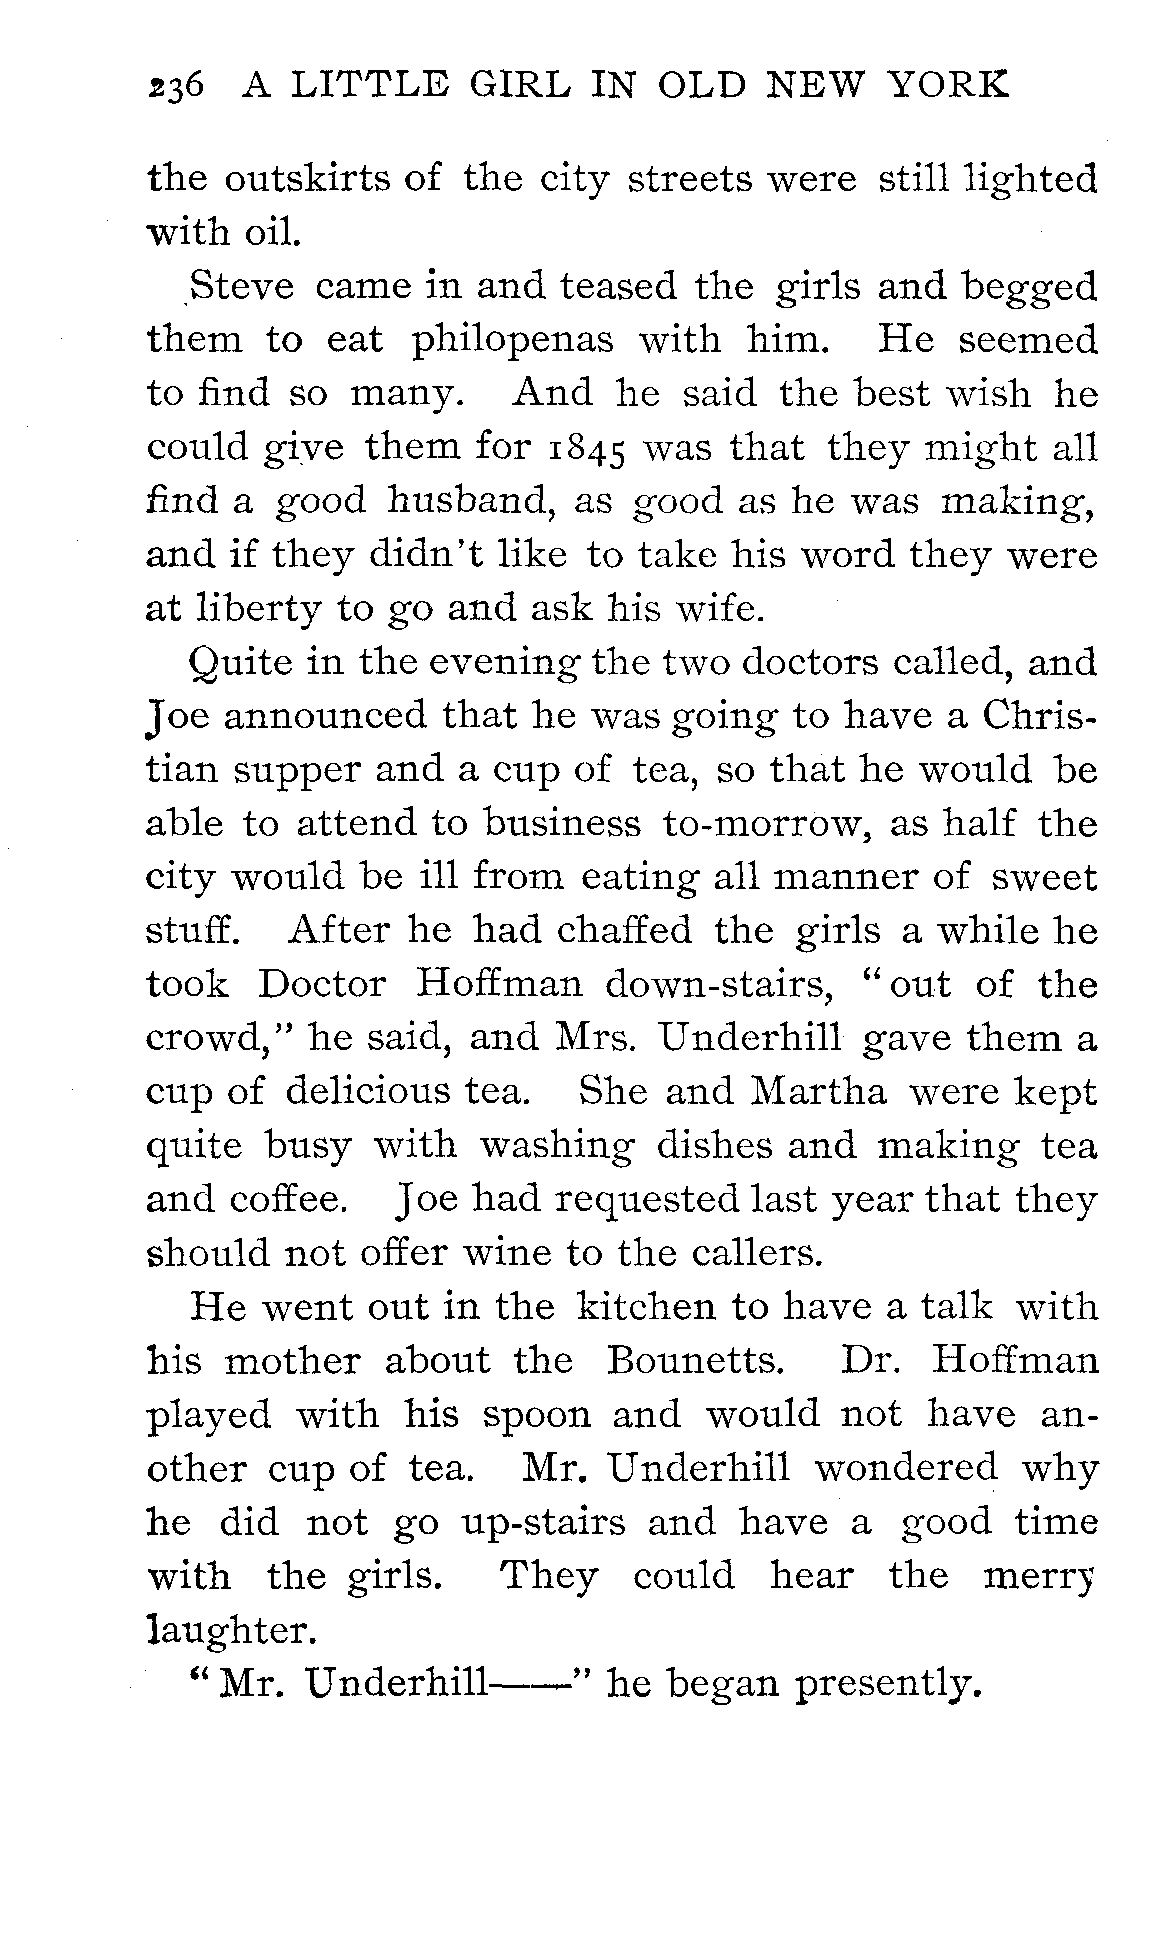 236 A LITTLE GIRL IN OLD NEW YORK
the outskirts of the city streets were still lighted
with oil.
Steve came in and teased the girls and begged
them to eat philopenas with him. He seemed
to find so many. And he said the best wish he
could give them for 1845 was that they might all
find a good husband, as good as he was making,
and if they didn't like to take his word they were
at liberty to go and ask his wife.
Quite in the evening the two doctors called, and
Joe announced that he was going to have a Chris-
tian supper and a cup of tea, so that he would be
able to attend to business to-morrow, as half the
city would be ill from eating all manner of sweet
stuff. After he had chaffed the girls a while he
took Doctor Hoffman down-stairs, "out of the
crowd," he said, and Mrs. Underhill gave them a
cup of delicious tea. She and Martha were kept
quite busy with washing dishes and making tea
and coffee. Joe had requested last year that they
should not offer wine to the callers.
He went out in the kitchen to have a talk with
his mother about the Bounetts. Dr. Hoffman
played with his spoon and would not have an-
other cup of tea. Mr. Underhill wondered why
he did not go up-stairs and have a good time
with the girls. They could hear the merry
laughter.
"Mr. Underhill——" he began presently.